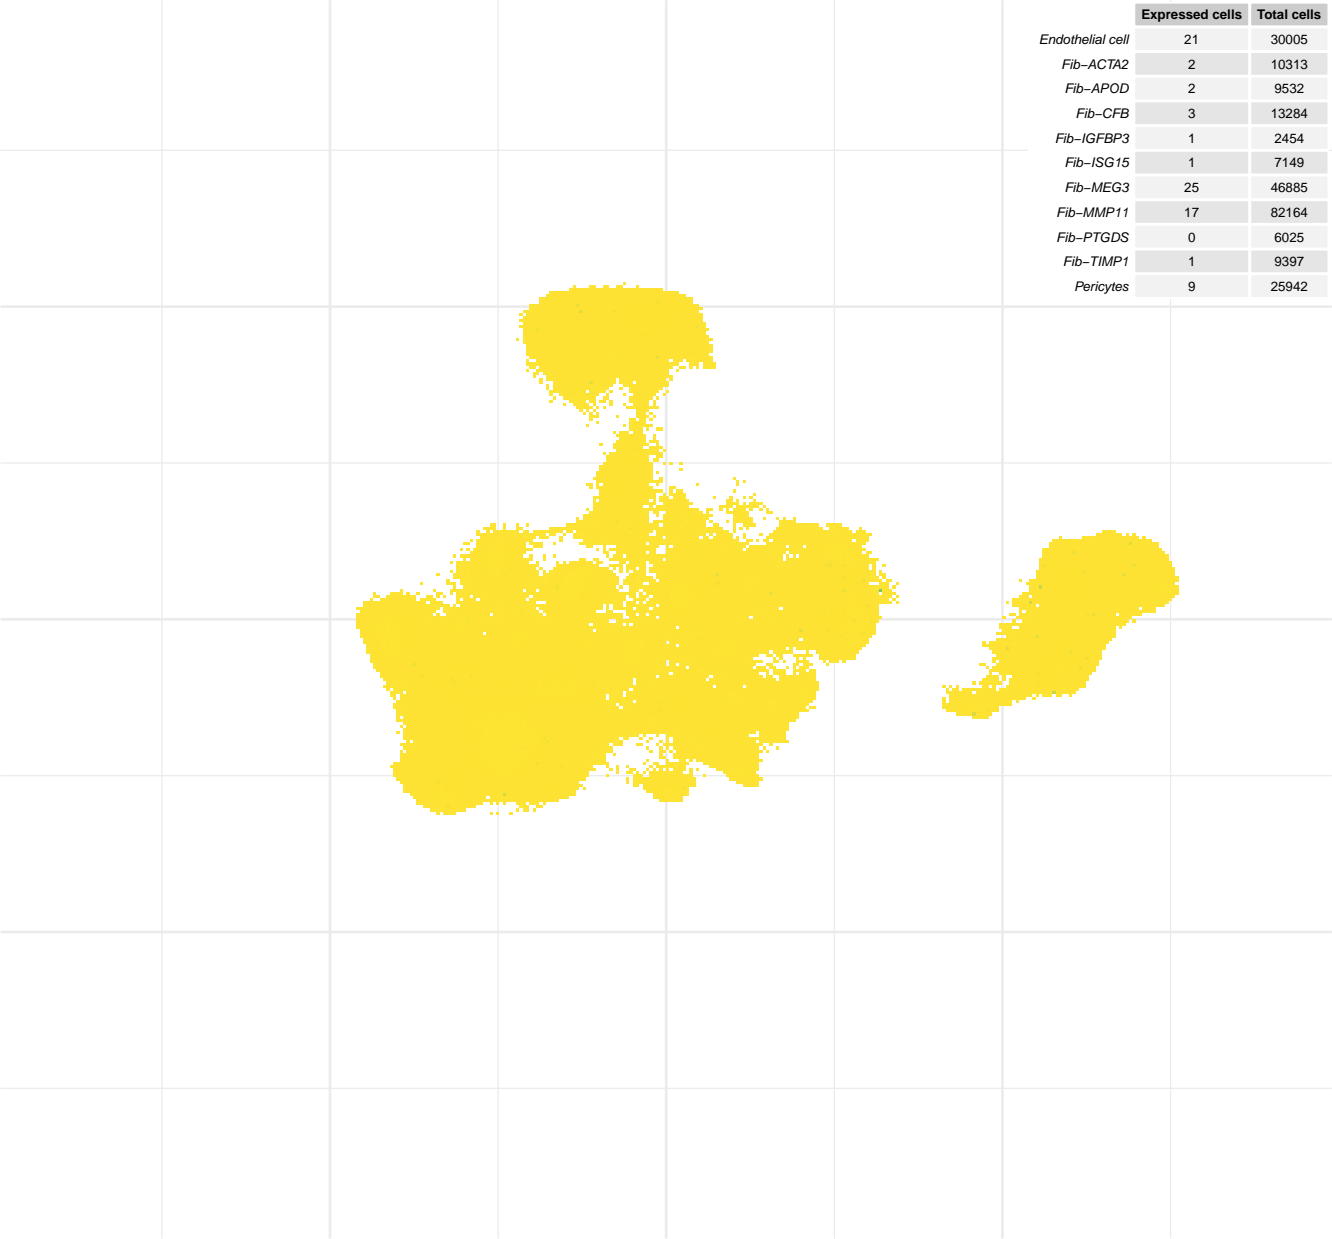 Expressed cells Total cells
Endothelial cell 21 30005
Fib−ACTA2 2 10313
Fib−APOD 2 9532
Fib−CFB 3 13284
Fib−IGFBP3 1 2454
Fib−ISG15 1 7149
Fib−MEG3 25 46885
Fib−MMP11 17 82164
Fib−PTGDS 0 6025
Fib−TIMP1 1 9397
Pericytes 9 25942